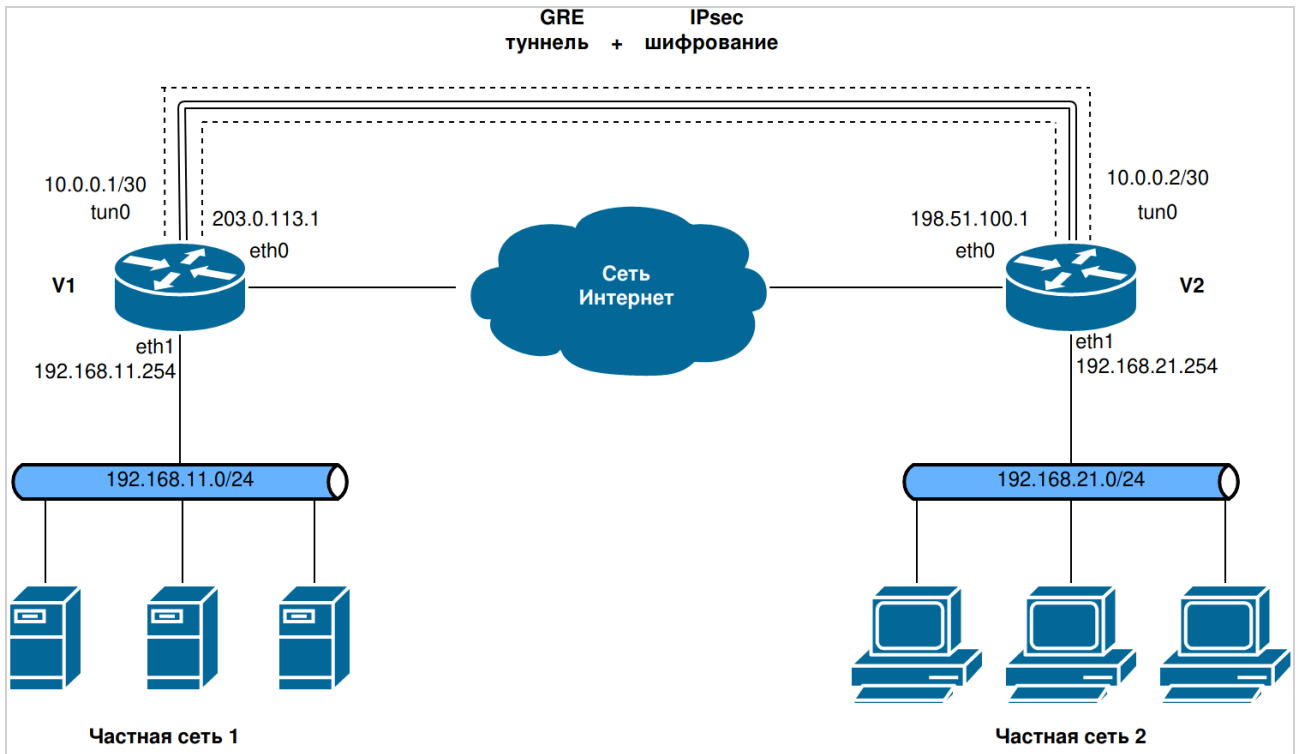 GRE IPsec
туннель + шифрование
10.0.0.1/30
tun0
203.0.113.1
eth0
198.51.100.1
eth0
10.0.0.2/30
tun0
V1
Сеть
Интернет
V2
eth1
192.168.11.254
eth1
192.168.21.254
192.168.11.0/24
192.168.21.0/24
Частная сеть 1
Частная сеть 2